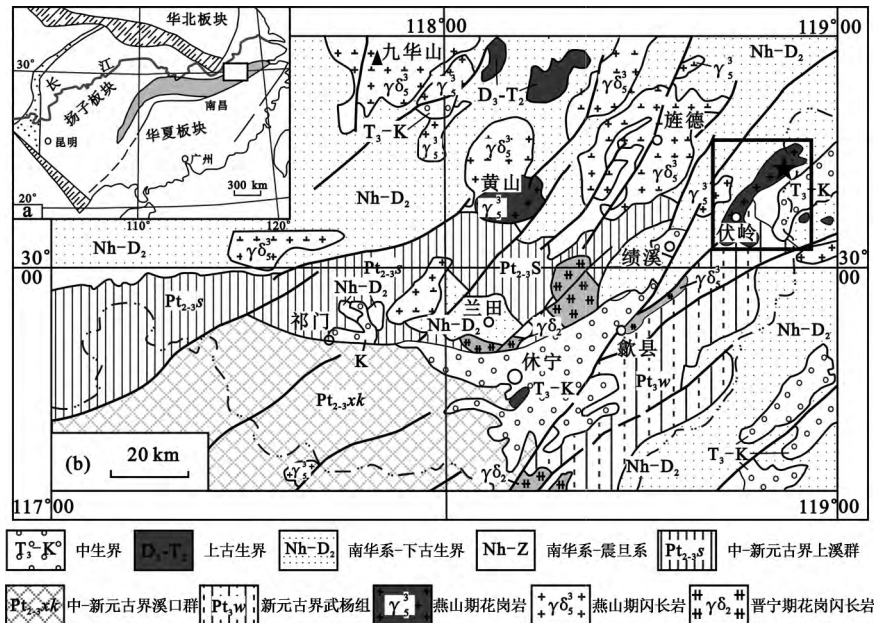 118°00
119°00
华北板块
30°
长
江
扬子板块
南昌
昆明
华夏板块
广州
20°
300 km
a
110°
120°
九华山
γδ₅³
γ₅³
D₃-T₂
T₃-K
γ₅³
Nh-D₂
γδ₅³
γδ₅³
旌德
γδ₅³
γ₅³
Nh-D₂
黄山
γ₅³
Nh-D₂
γ₅³
T₃-K
伏岭
Nh-D₂
γδ₅³
Pt₂₋₃s
Pt₂₋₃S
绩溪
30°
00
30°
00
Pt₂₋₃s
Nh-D₂
γδ₅³
祁门
兰田
Nh-D₂
γδ₂
歙县
Nh-D₂
K
休宁
T₃-K
Pt₃w
Pt₂₋₃xk
(b)
20 km
γ₅³
γδ₂
Nh-D₂
T₃-K
117°00
119°00
T₃-K 中生界
D₃-T₂ 上古生界
Nh-D₂ 南华系-下古生界
Nh-Z 南华系-震旦系
Pt₂₋₃s 中-新元古界上溪群
Pt₂₋₃xk 中-新元古界溪口群
Pt₃w 新元古界武杨组
γ₅³ 燕山期花岗岩
γδ₅³ 燕山期闪长岩
γδ₂ 晋宁期花岗闪长岩